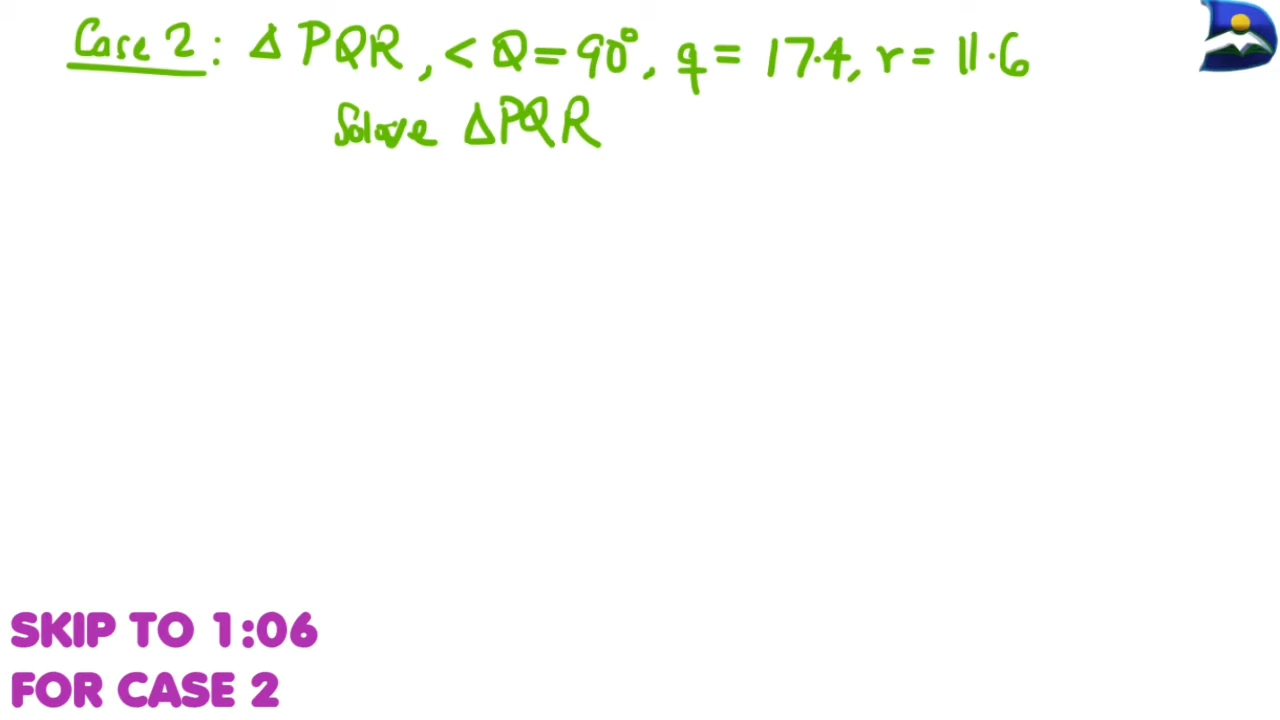 Case 2 : Δ PQR, < Q = 90°, q = 17.4, r = 11.6
Solve Δ PQR
SKIP TO 1:06
FOR CASE 2